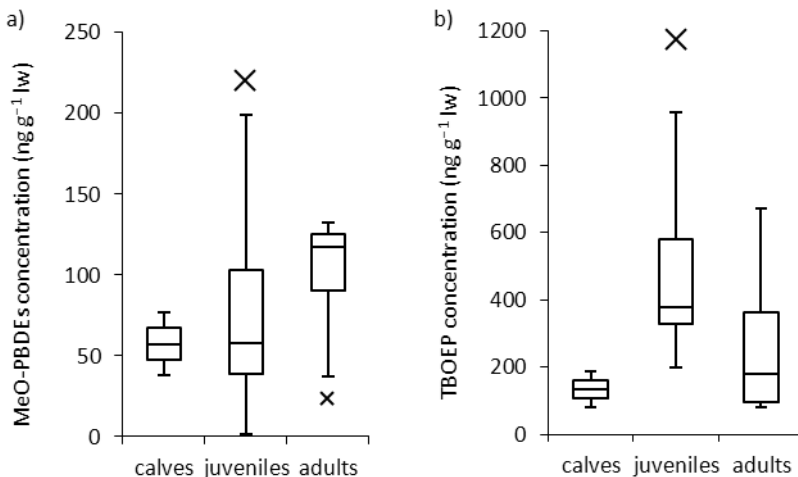 a)
MeO-PBDEs concentration (ng g⁻¹ lw)
250
200
150
100
50
0
calves juveniles adults
b)
TBOEP concentration (ng g⁻¹ lw)
1200
1000
800
600
400
200
0
calves juveniles adults